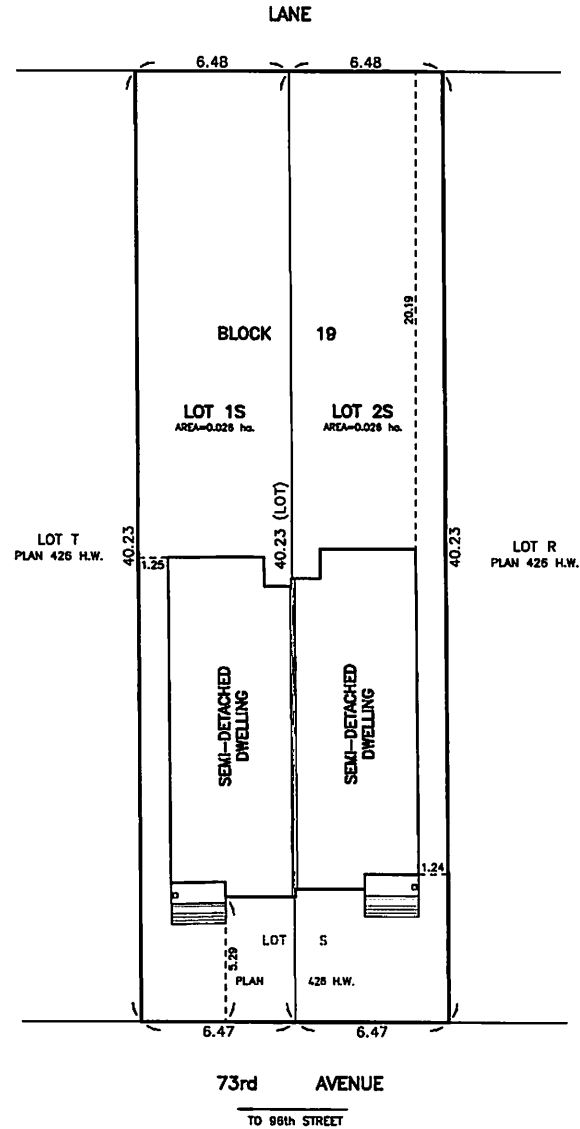 LANE
6.48 6.48
20.19
BLOCK 19
LOT 1S LOT 2S
AREA=0.026 ha. AREA=0.026 ha.
40.23 (LOT)
40.23
40.23
LOT T
PLAN 426 H.W.
LOT R
PLAN 426 H.W.
1.25
SEMI-DETACHED
DWELLING
SEMI-DETACHED
DWELLING
1.24
LOT S
5.29
PLAN 426 H.W.
6.47 6.47
73rd AVENUE
TO 96th STREET